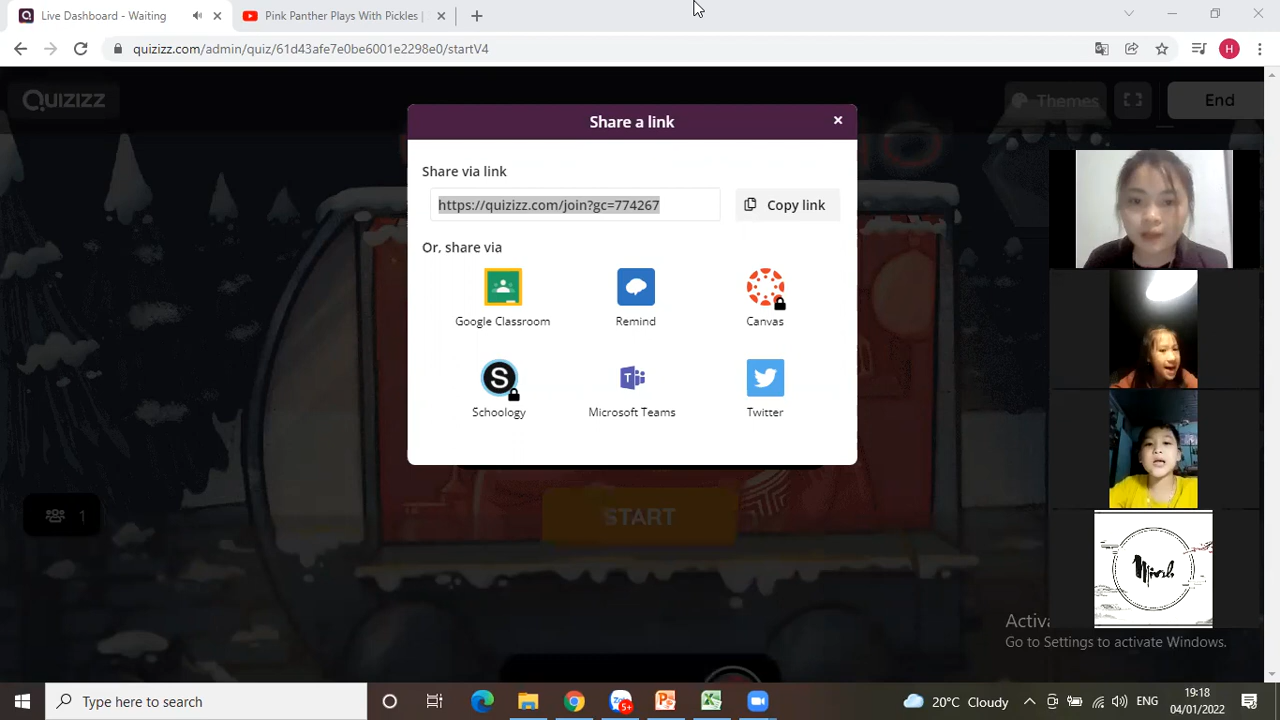 Live Dashboard - Waiting
Pink Panther Plays With Pickles |
quizizz.com/admin/quiz/61d43afe7e0be6001e2298e0/startV4
H
Quizizz
Themes
End
Share a link
Share via link
https://quizizz.com/join?gc=774267
Copy link
Or, share via
Google Classroom
Remind
Canvas
S
Schoology
T
Microsoft Teams
Twitter
1
START
Minh
Go to Settings to activate Windows.
Type here to search
5+
20°C Cloudy
ENG
19:18
04/01/2022